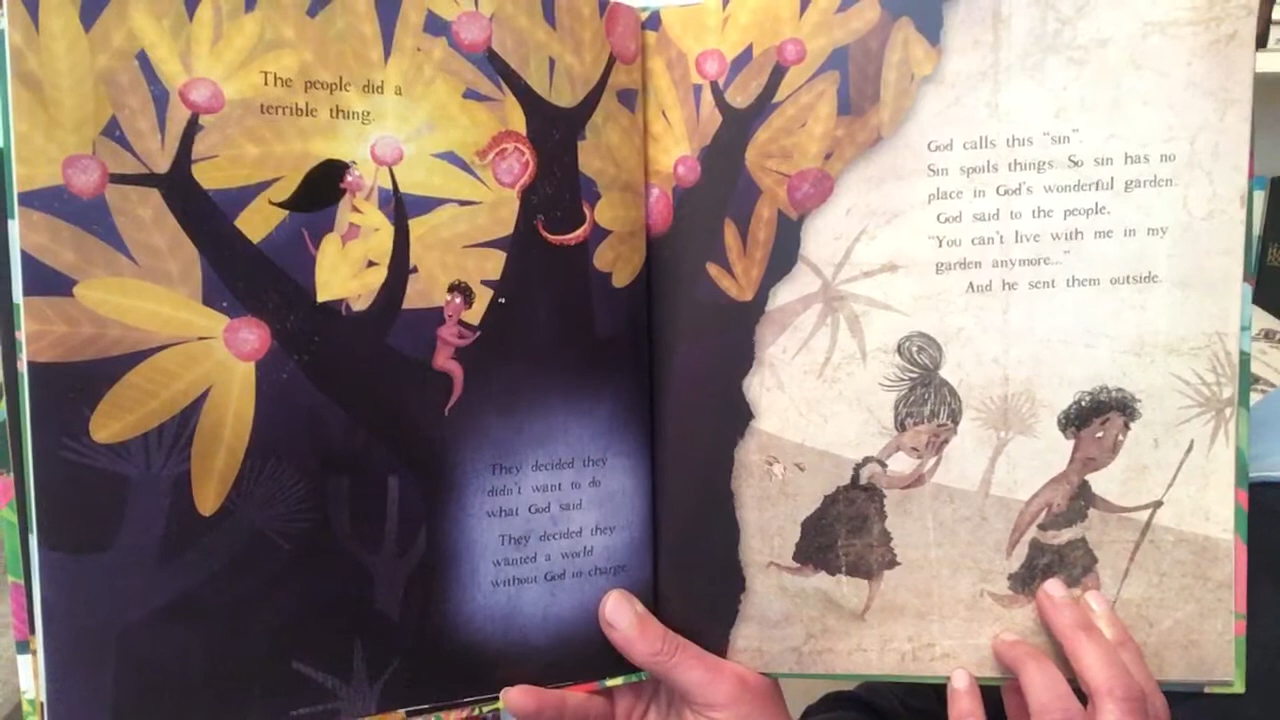 The people did a
terrible thing.
They decided they
didn't want to do
what God said.
They decided they
wanted a world
without God in charge.
God calls this "sin".
Sin spoils things. So sin has no
place in God's wonderful garden.
God said to the people,
"You can't live with me in my
garden anymore..."
And he sent them outside.